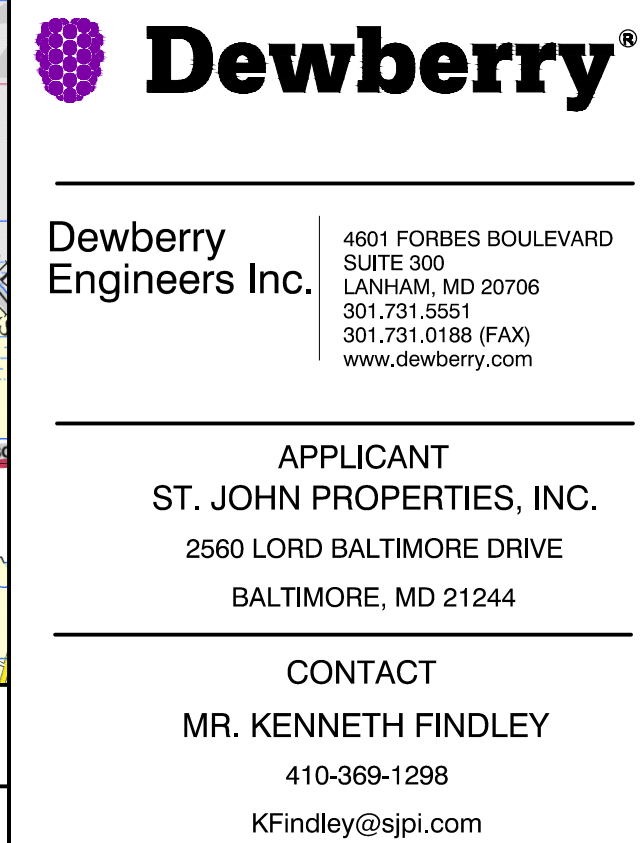 Dewberry®
Dewberry
Engineers Inc.
4601 FORBES BOULEVARD
SUITE 300
LANHAM, MD 20706
301.731.5551
301.731.0188 (FAX)
www.dewberry.com
APPLICANT
ST. JOHN PROPERTIES, INC.
2560 LORD BALTIMORE DRIVE
BALTIMORE, MD 21244
CONTACT
MR. KENNETH FINDLEY
410-369-1298
KFindley@sjpi.com